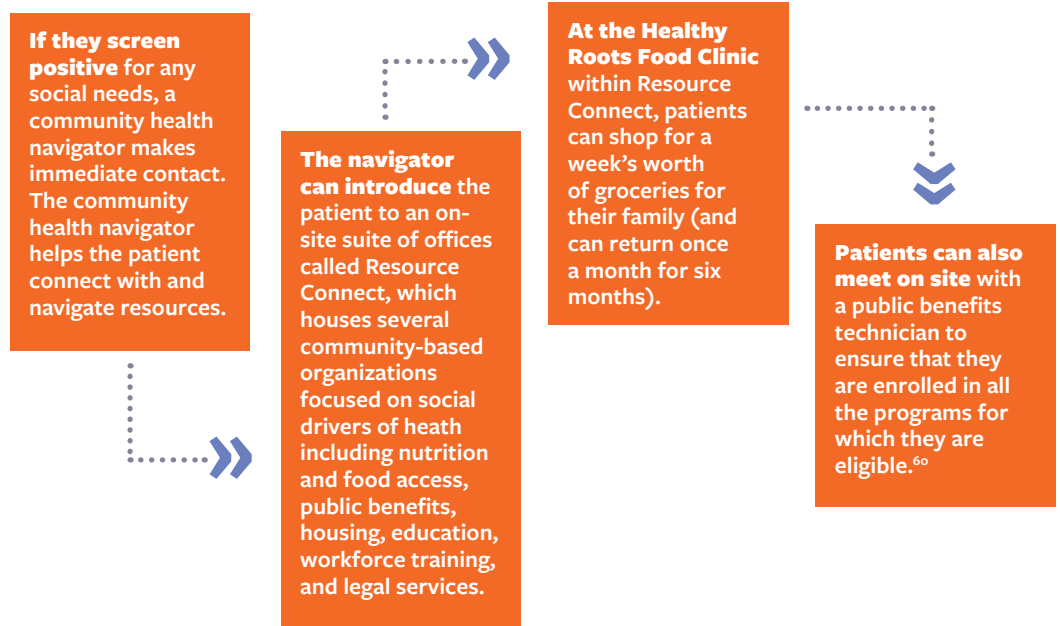 If they screen
positive for any
social needs, a
community health
navigator makes
immediate contact.
The community
health navigator
helps the patient
connect with and
navigate resources.
The navigator
can introduce the
patient to an on-
site suite of offices
called Resource
Connect, which
houses several
community-based
organizations
focused on social
drivers of heath
including nutrition
and food access,
public benefits,
housing, education,
workforce training,
and legal services.
At the Healthy
Roots Food Clinic
within Resource
Connect, patients
can shop for a
week’s worth
of groceries for
their family (and
can return once
a month for six
months).
Patients can also
meet on site with
a public benefits
technician to
ensure that they
are enrolled in all
the programs for
which they are
eligible.⁶⁰